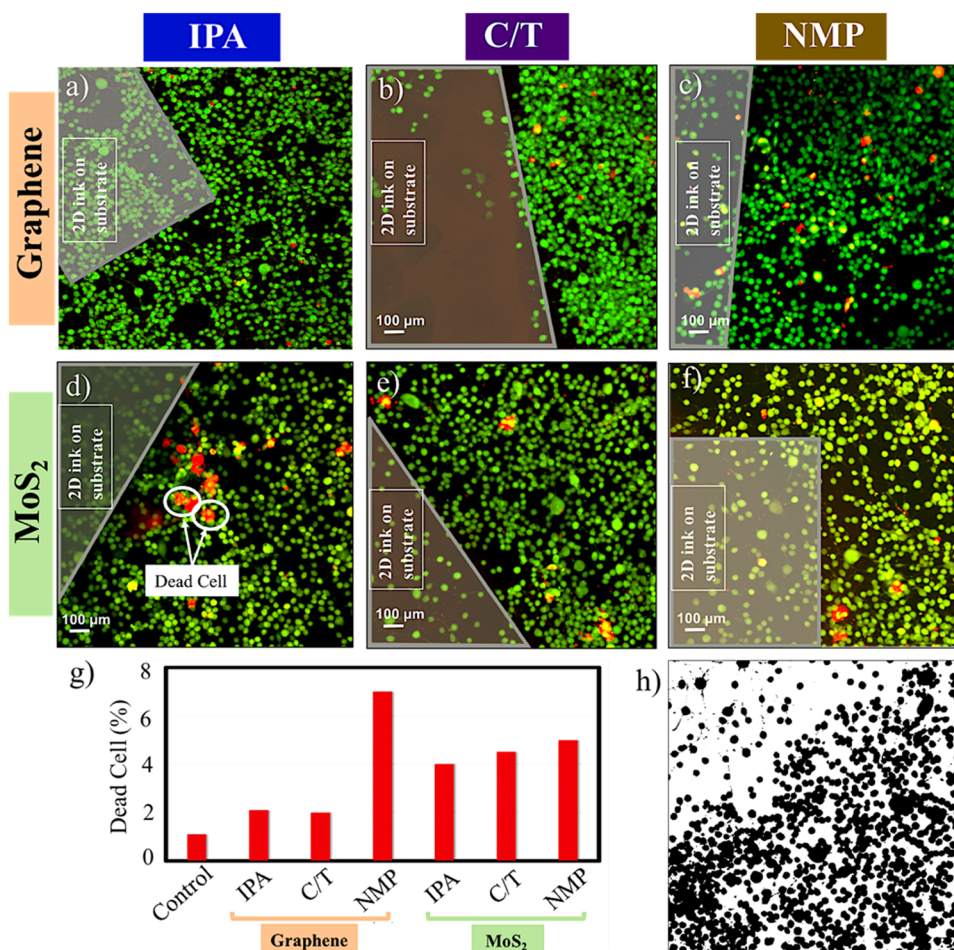 IPA
C/T
NMP
Graphene
a)
2D ink on
substrate
b)
2D ink on
substrate
100 µm
c)
2D ink on
substrate
100 µm
MoS₂
d)
2D ink on
substrate
Dead Cell
100 µm
e)
2D ink on
substrate
100 µm
f)
2D ink on
substrate
100 µm
g)
Dead Cell (%)
8
6
4
2
0
Control
IPA
C/T
NMP
IPA
C/T
NMP
Graphene
MoS₂
h)